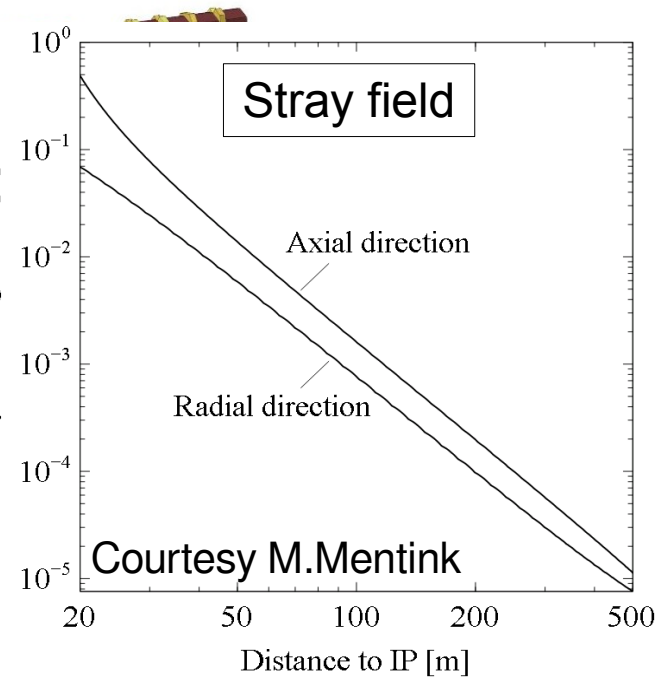 Stray field
10^0
10^-1
10^-2
10^-3
10^-4
10^-5
Axial direction
Radial direction
Courtesy M.Mentink
20 50 100 200 500
Distance to IP [m]